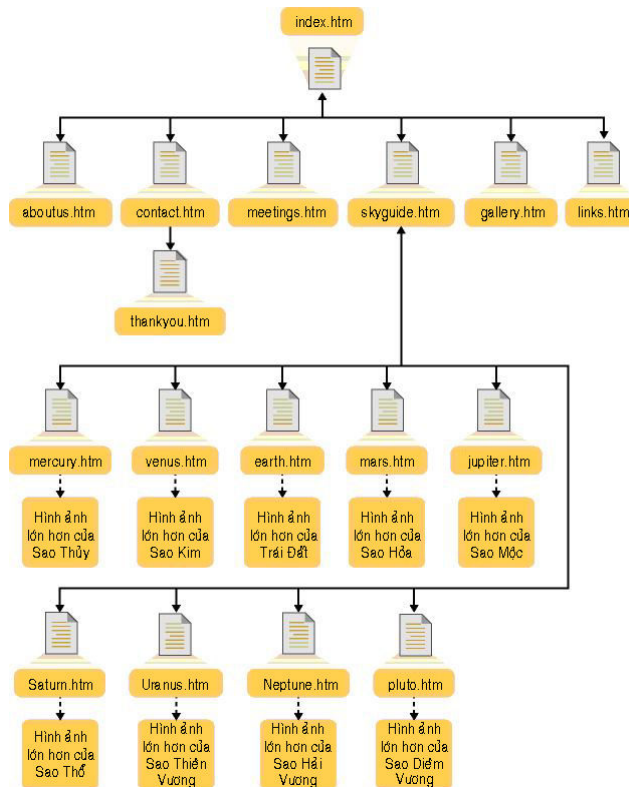 index.htm
aboutus.htm
contact.htm
meetings.htm
skyguide.htm
gallery.htm
links.htm
thankyou.htm
mercury.htm
venus.htm
earth.htm
mars.htm
jupiter.htm
Hình ảnh
lớn hơn của
Sao Thủy
Hình ảnh
lớn hơn của
Sao Kim
Hình ảnh
lớn hơn của
Trái Đất
Hình ảnh
lớn hơn của
Sao Hỏa
Hình ảnh
lớn hơn của
Sao Mộc
Saturn.htm
Uranus.htm
Neptune.htm
pluto.htm
Hình ảnh
lớn hơn của
Sao Thổ
Hình ảnh
lớn hơn của
Sao Thiên
Vương
Hình ảnh
lớn hơn của
Sao Hải
Vương
Hình ảnh
lớn hơn của
Sao Diêm
Vương